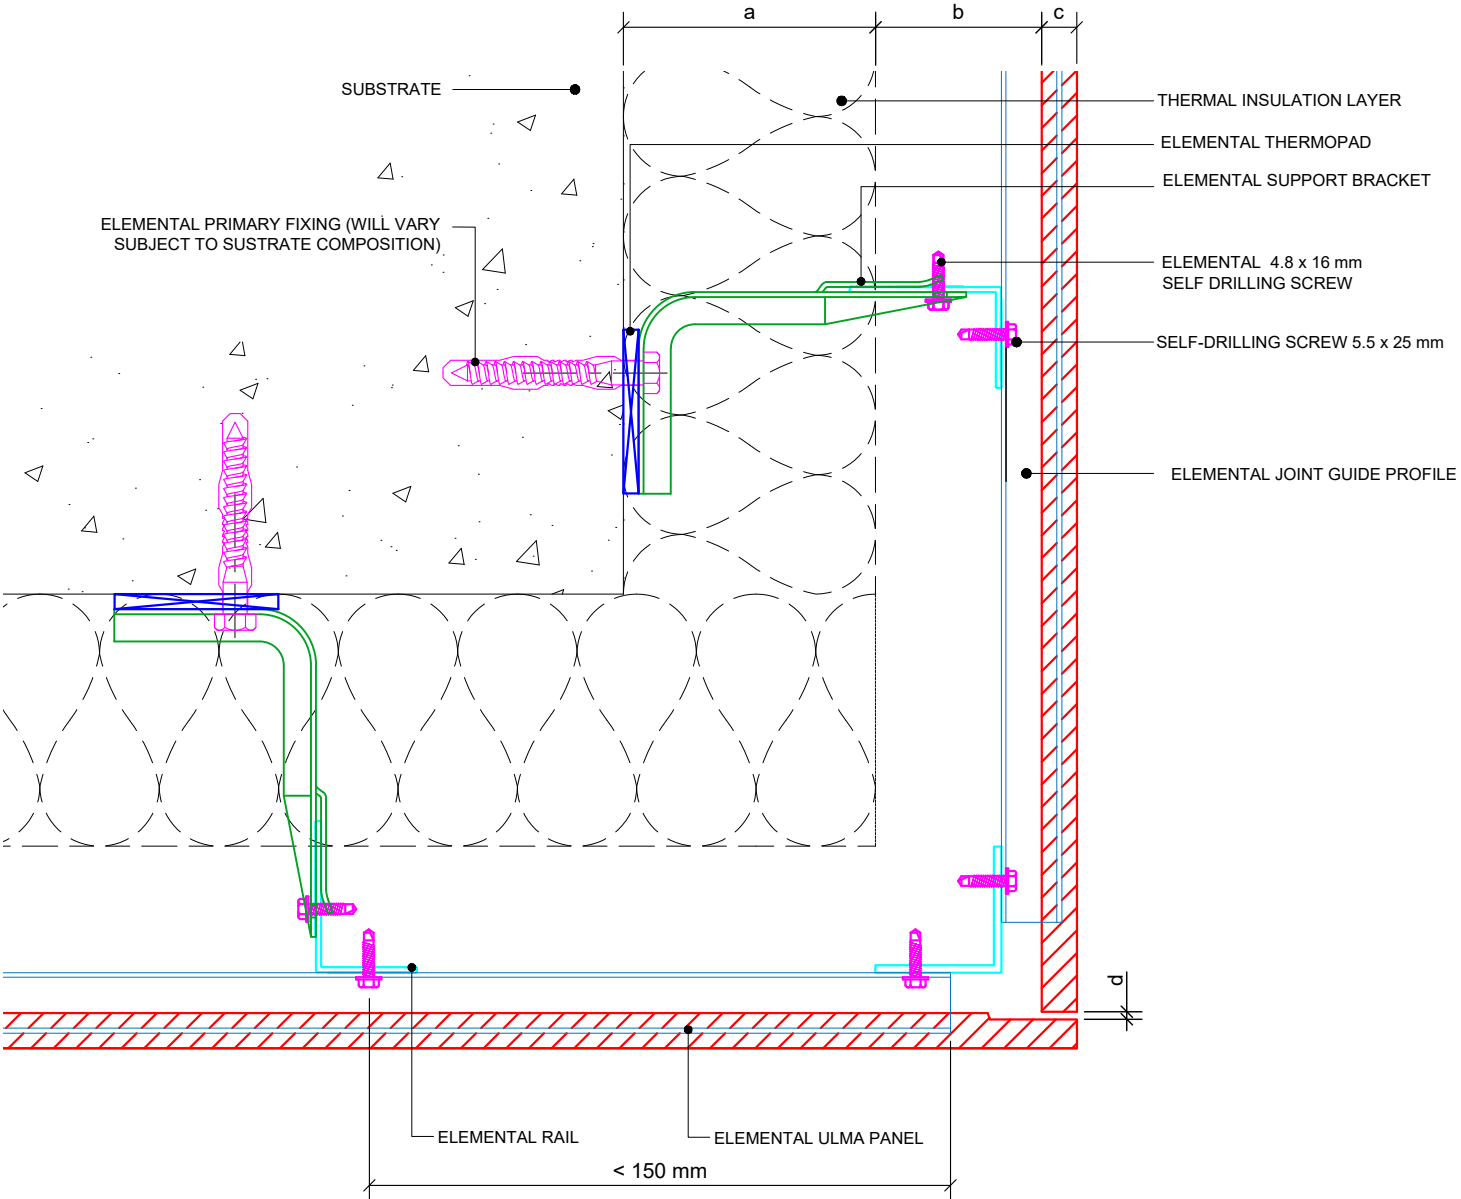 a
b
c
SUBSTRATE
THERMAL INSULATION LAYER
ELEMENTAL THERMOPAD
ELEMENTAL SUPPORT BRACKET
ELEMENTAL PRIMARY FIXING (WILL VARY
SUBJECT TO SUSTRATE COMPOSITION)
ELEMENTAL 4.8 x 16 mm
SELF DRILLING SCREW
SELF-DRILLING SCREW 5.5 x 25 mm
ELEMENTAL JOINT GUIDE PROFILE
d
ELEMENTAL RAIL
ELEMENTAL ULMA PANEL
< 150 mm